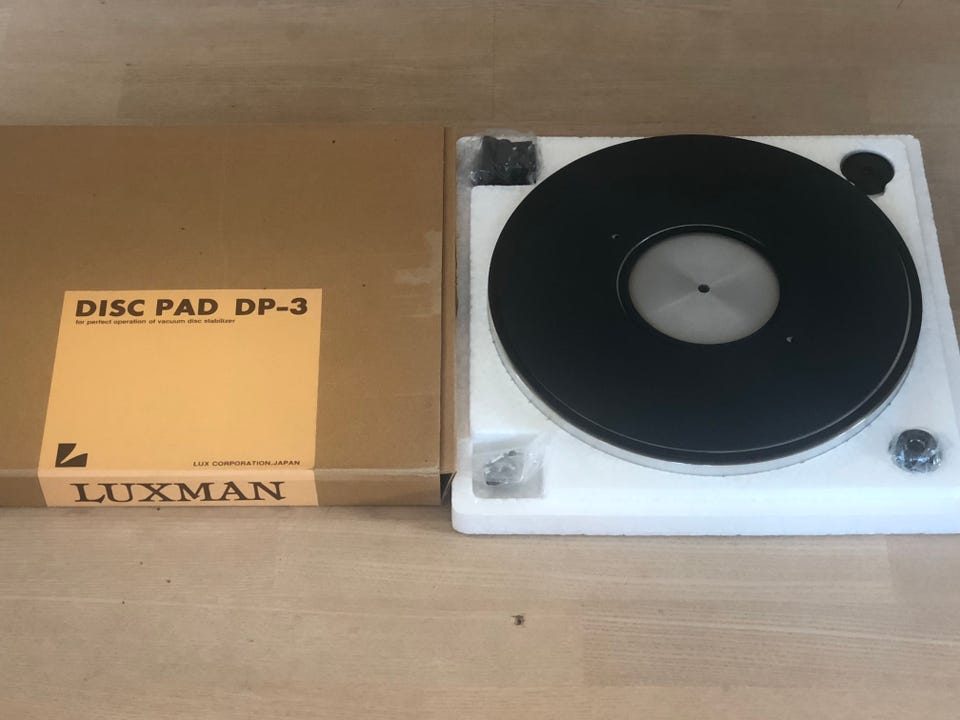 DISC PAD DP-3
for perfect operation of vacuum disc stabilizer
LUX CORPORATION, JAPAN
LUXMAN